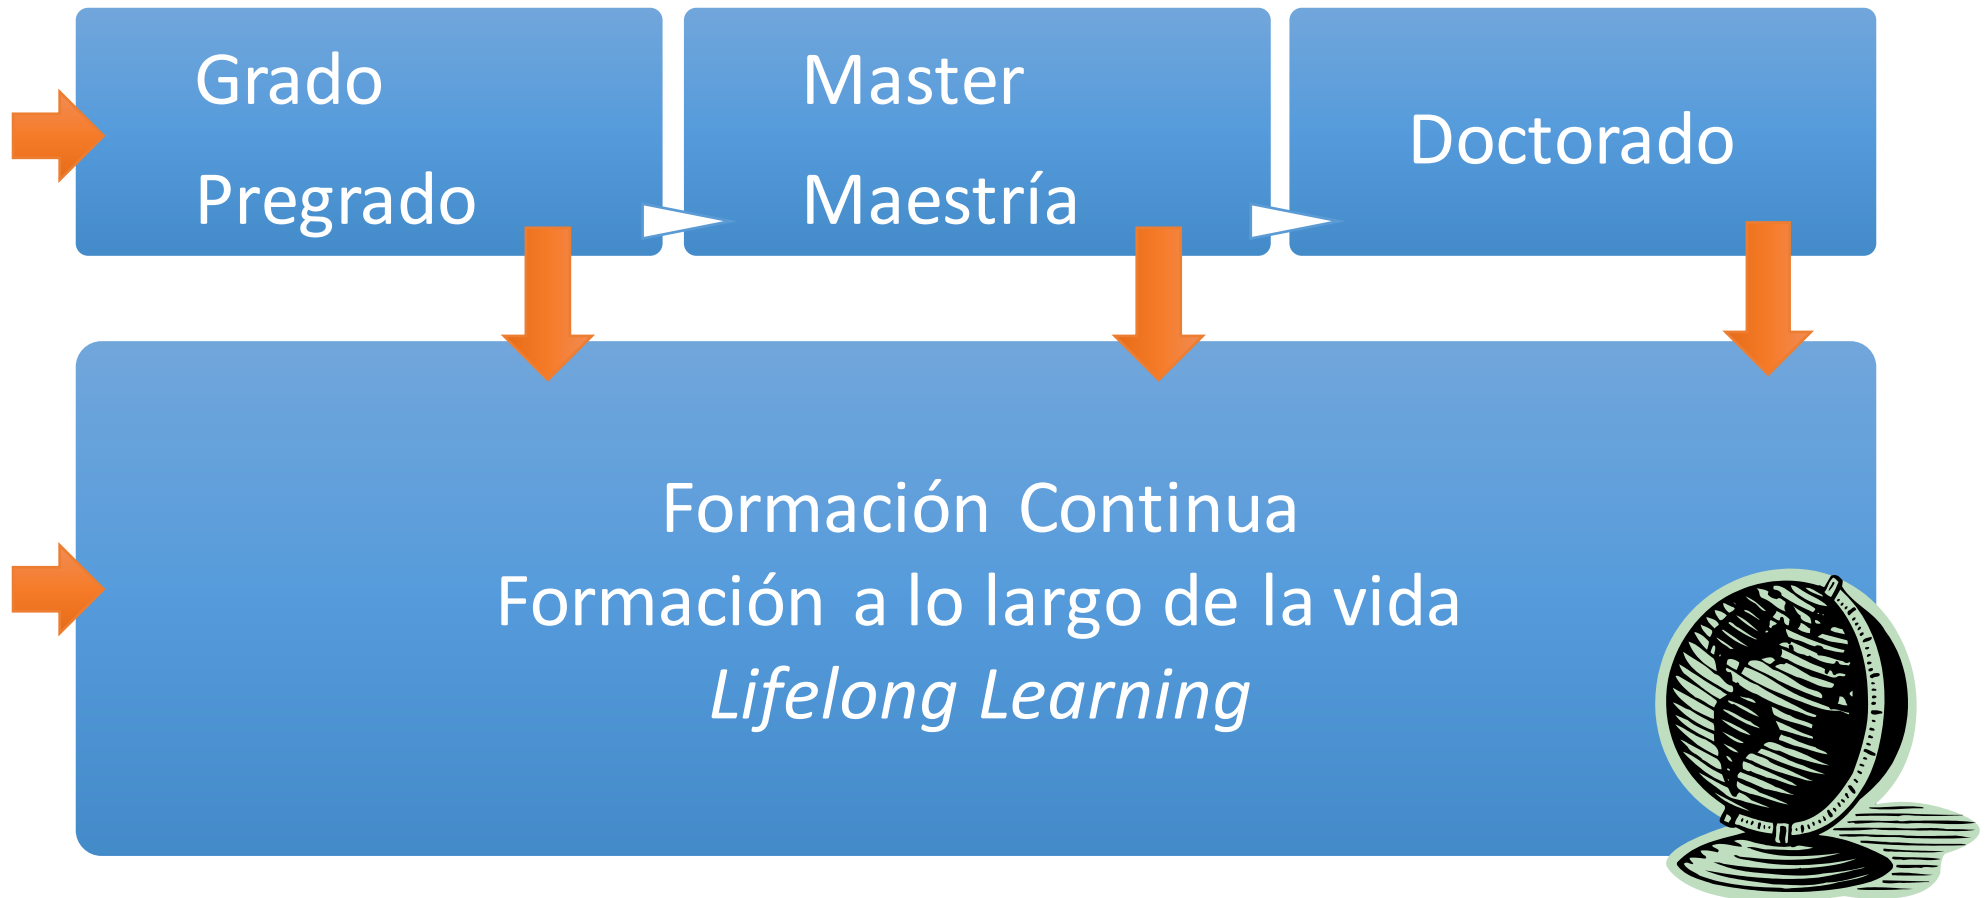 Grado
Pregrado
Master
Maestría
Doctorado
Formación Continua
Formación a lo largo de la vida
Lifelong Learning